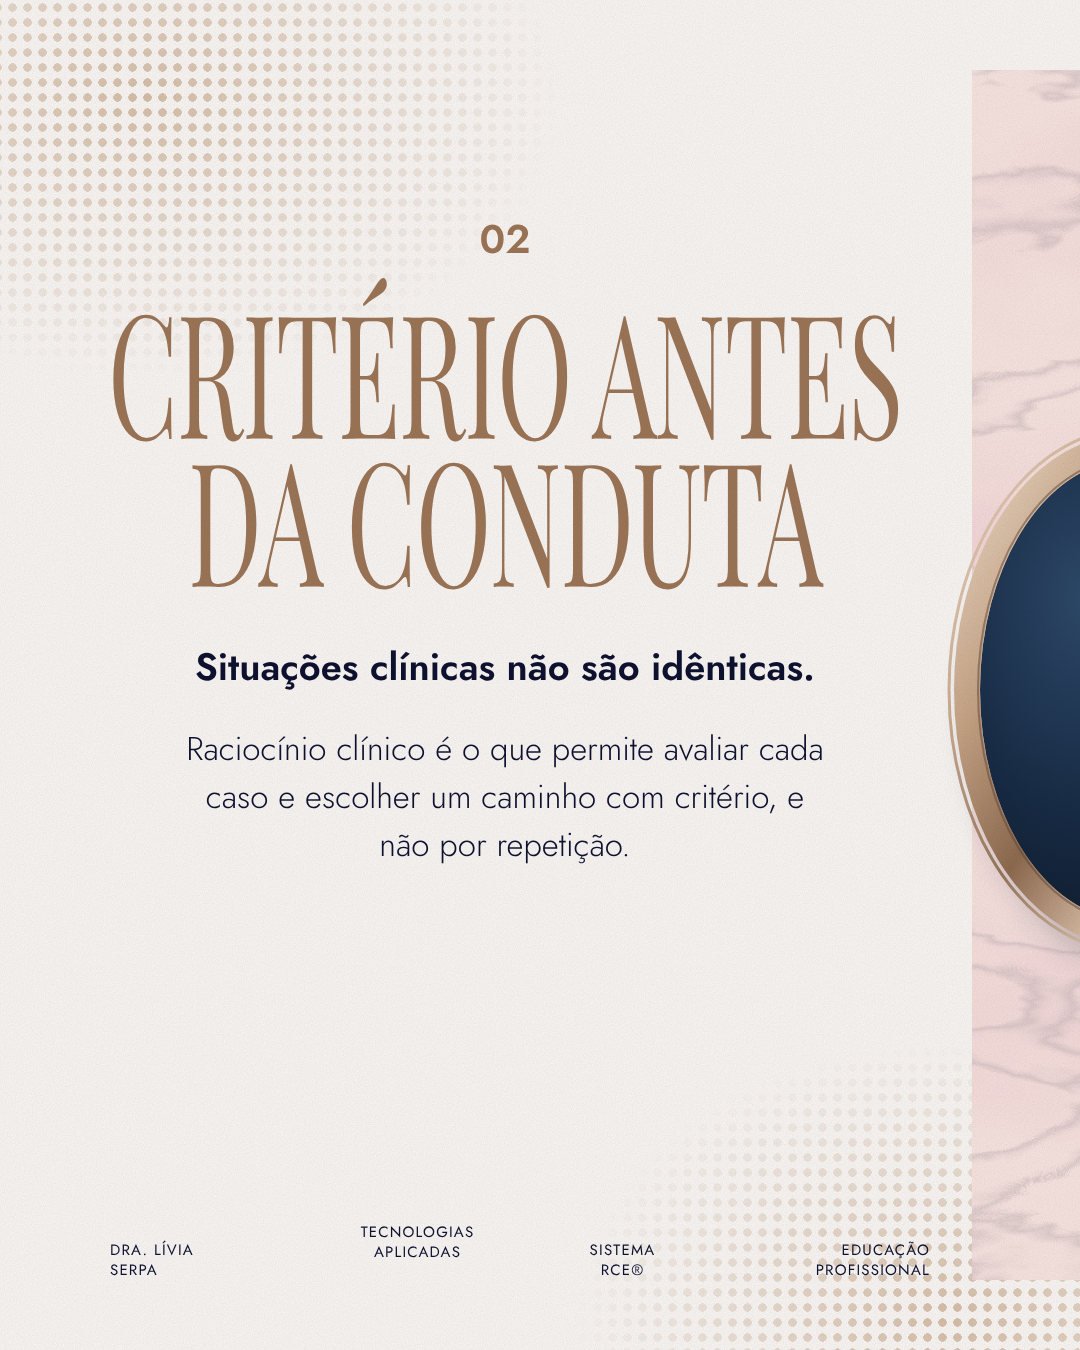 02
CRITÉRIO ANTES
DA CONDUTA
Situações clínicas não são idênticas.
Raciocínio clínico é o que permite avaliar cada
caso e escolher um caminho com critério, e
não por repetição.
DRA. LÍVIA
SERPA
TECNOLOGIAS
APLICADAS
SISTEMA
RCE®
EDUCAÇÃO
PROFISSIONAL